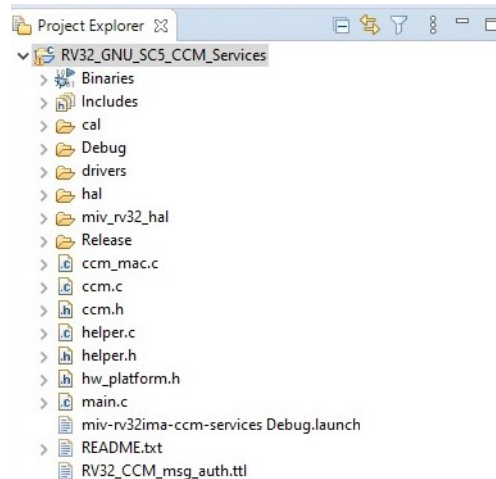 Project Explorer
RV32_GNU_SC5_CCM_Services
Binaries
Includes
cal
Debug
drivers
hal
miv_rv32_hal
Release
ccm_mac.c
ccm.c
ccm.h
helper.c
helper.h
hw_platform.h
main.c
miv-rv32ima-ccm-services Debug.launch
README.txt
RV32_CCM_msg_auth.ttl